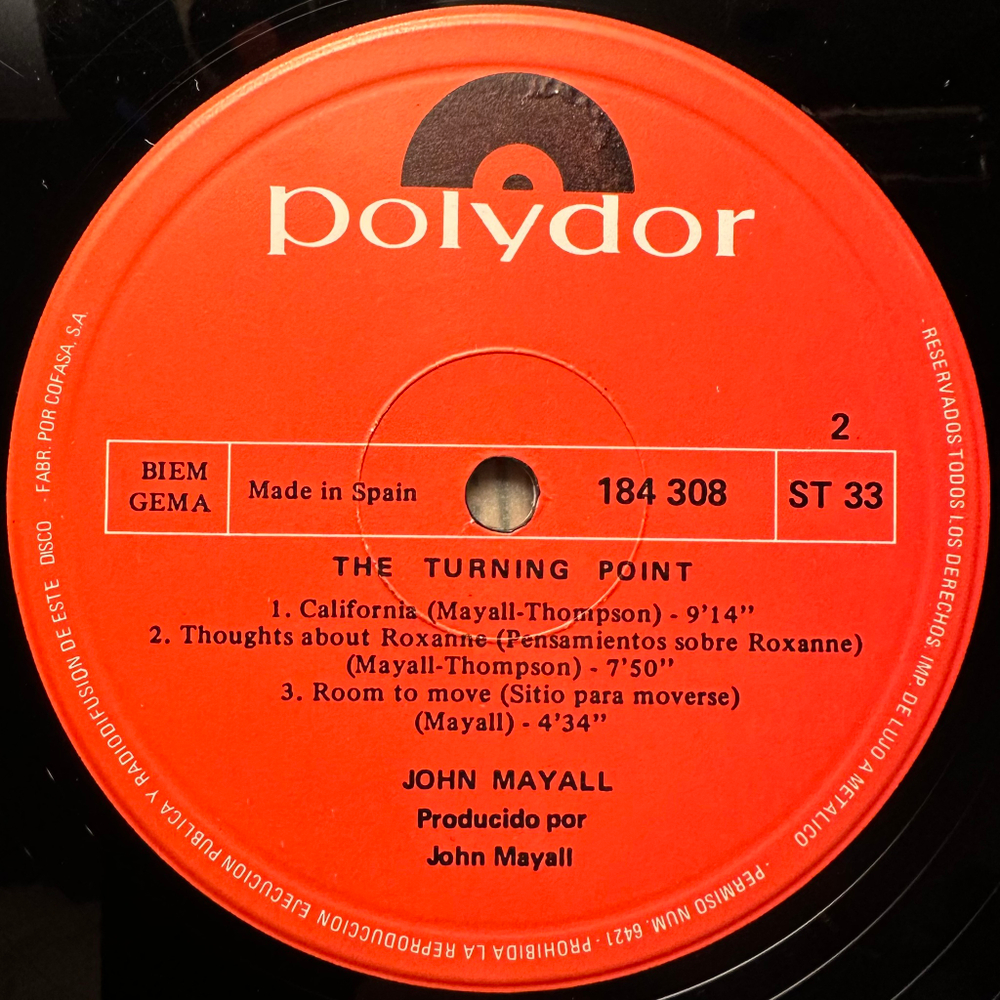 polydor
2
BIEM
GEMA
Made in Spain
184 308
ST 33
THE TURNING POINT
1. California (Mayall-Thompson) - 9'14"
2. Thoughts about Roxanne (Pensamientos sobre Roxanne)
(Mayall-Thompson) - 7'50"
3. Room to move (Sitio para moverse)
(Mayall) - 4'34"
JOHN MAYALL
Producido por
John Mayall
· RESERVADOS TODOS LOS DERECHOS. IMP. DE LUJO A METALICO · PERMISO NUM. 6421 · PROHIBIDA LA REPRODUCCION EJECUCION PUBLICA Y RADIODIFUSION DE ESTE DISCO · FABR. POR COFASA, S.A.